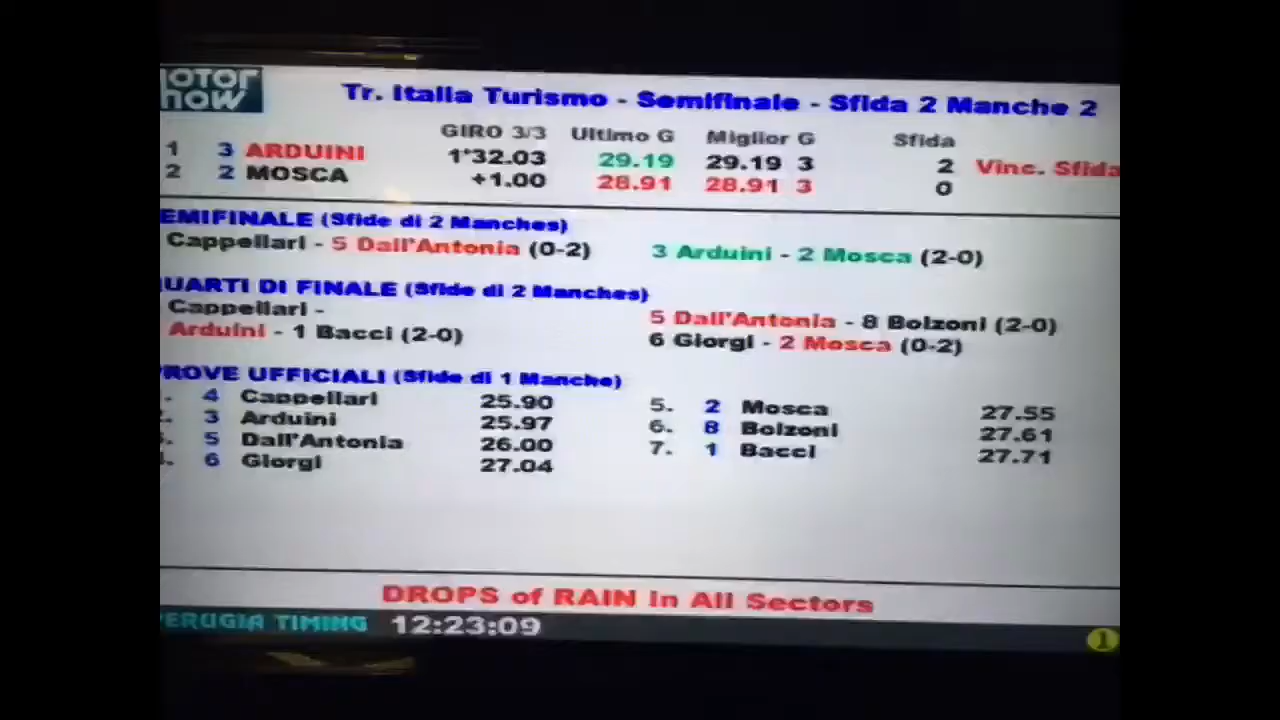 OTOR
HOW
Tr. Italia Turismo - Semifinale - Sfida 2 Manche 2
GIRO 3/3 Ultimo G Miglior G Sfida
1 3 ARDUINI 1'32.03 29.19 29.19 3 2 Vinc. Sfida
2 2 MOSCA +1.00 28.91 28.91 3 0
EMIFINALE (Sfide di 2 Manches)
Cappellari - 5 Dall'Antonia (0-2) 3 Arduini - 2 Mosca (2-0)
UARTI DI FINALE (Sfide di 2 Manches)
Cappellari - 5 Dall'Antonia - 8 Bolzoni (2-0)
Arduini - 1 Bacci (2-0) 6 Giorgi - 2 Mosca (0-2)
ROVE UFFICIALI (Sfide di 1 Manche)
. 4 Cappellari 25.90 5. 2 Mosca 27.55
. 3 Arduini 25.97 6. 8 Bolzoni 27.61
. 5 Dall'Antonia 26.00 7. 1 Bacci 27.71
. 6 Giorgi 27.04
DROPS of RAIN in All Sectors
PERUGIA TIMING 12:23:09 1